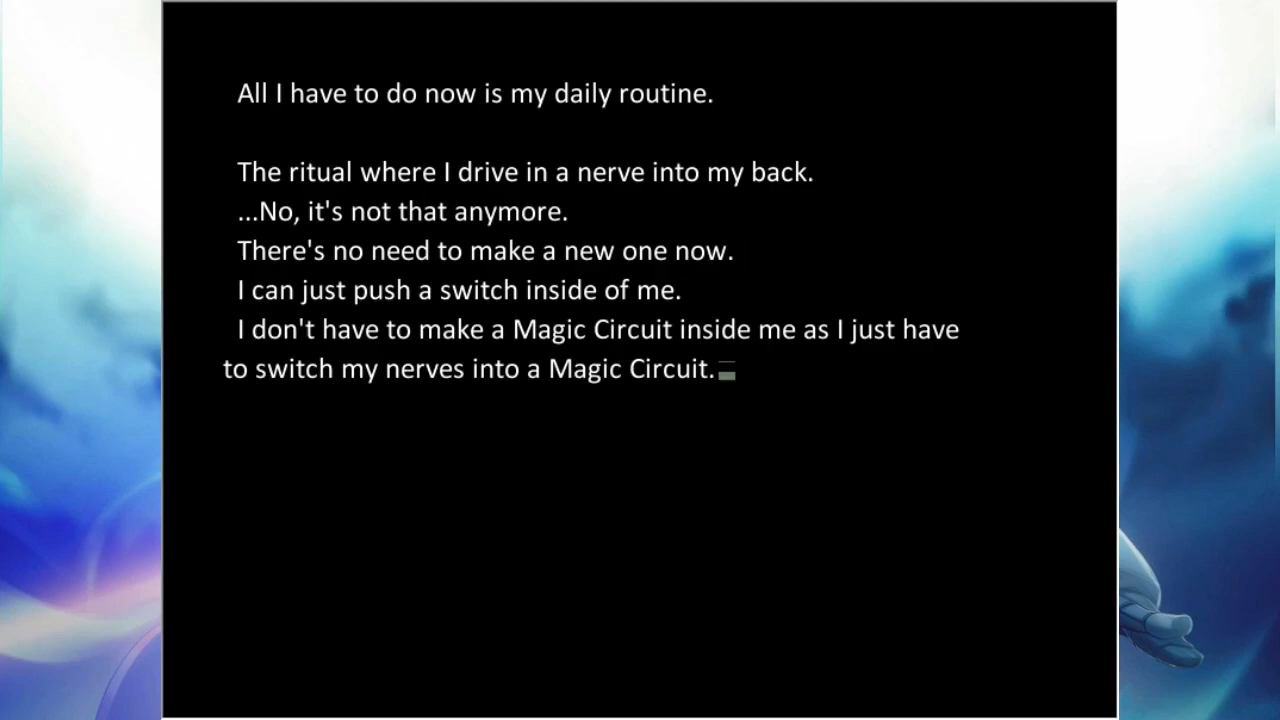 All I have to do now is my daily routine.
The ritual where I drive in a nerve into my back.
...No, it's not that anymore.
There's no need to make a new one now.
I can just push a switch inside of me.
I don't have to make a Magic Circuit inside me as I just have
to switch my nerves into a Magic Circuit.